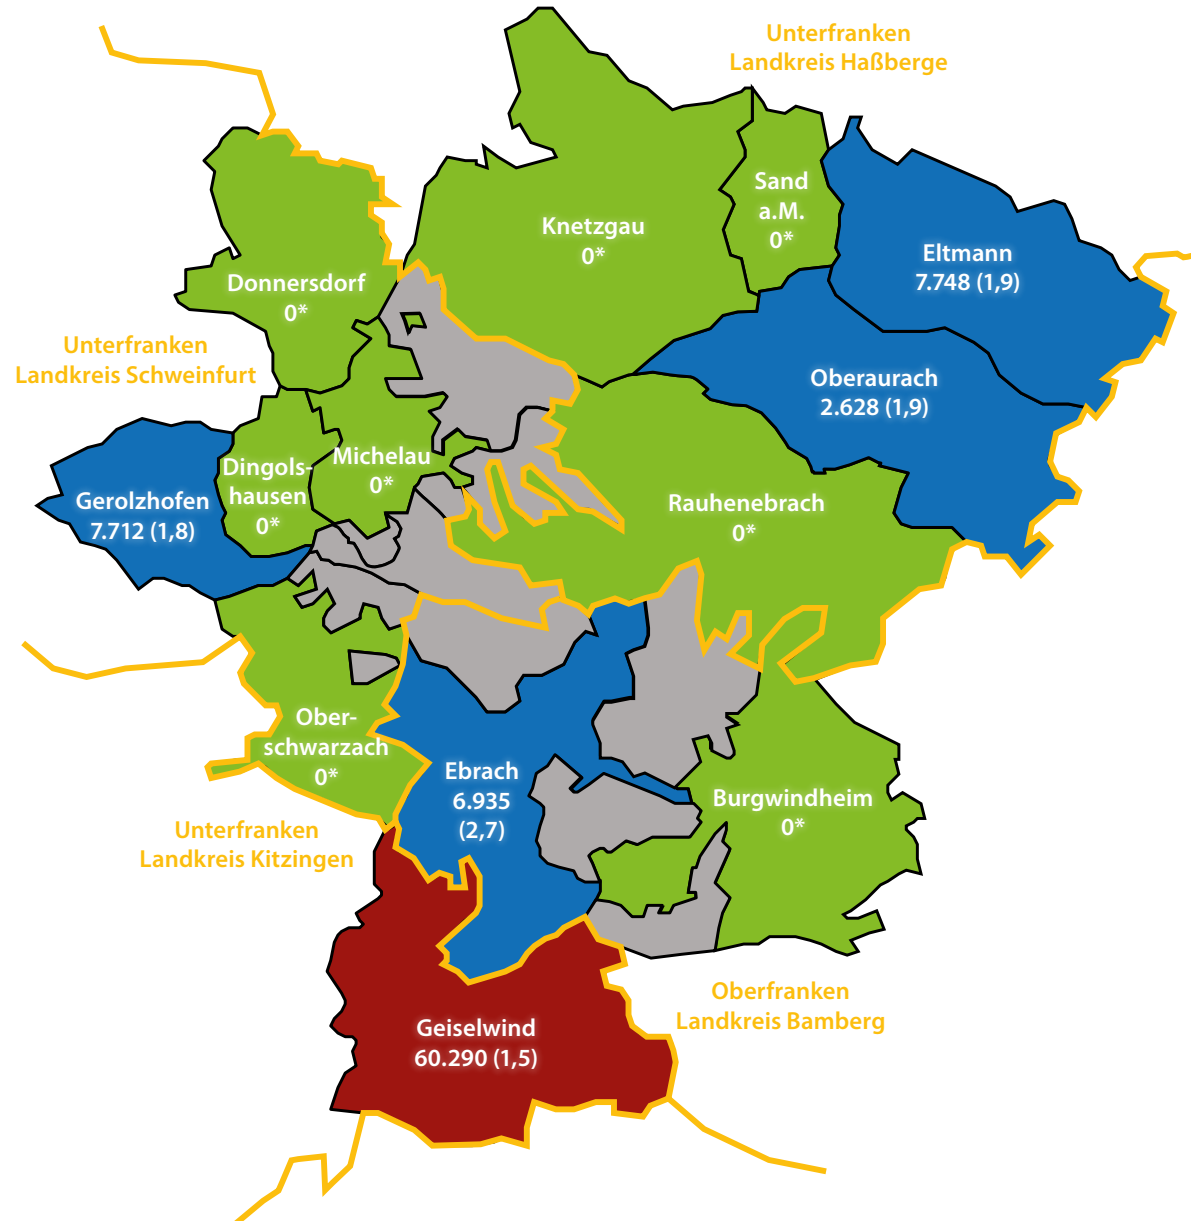 Unterfranken
Landkreis Haßberge
Sand
a.M.
0*
Knetzgau
0*
Eltmann
7.748 (1,9)
Donnersdorf
0*
Unterfranken
Landkreis Schweinfurt
Oberaurach
2.628 (1,9)
Michelau
0*
Dingols-
hausen
0*
Gerolzhofen
7.712 (1,8)
Rauhenebrach
0*
Ober-
schwarzach
0*
Ebrach
6.935
(2,7)
Burgwindheim
0*
Unterfranken
Landkreis Kitzingen
Oberfranken
Landkreis Bamberg
Geiselwind
60.290 (1,5)